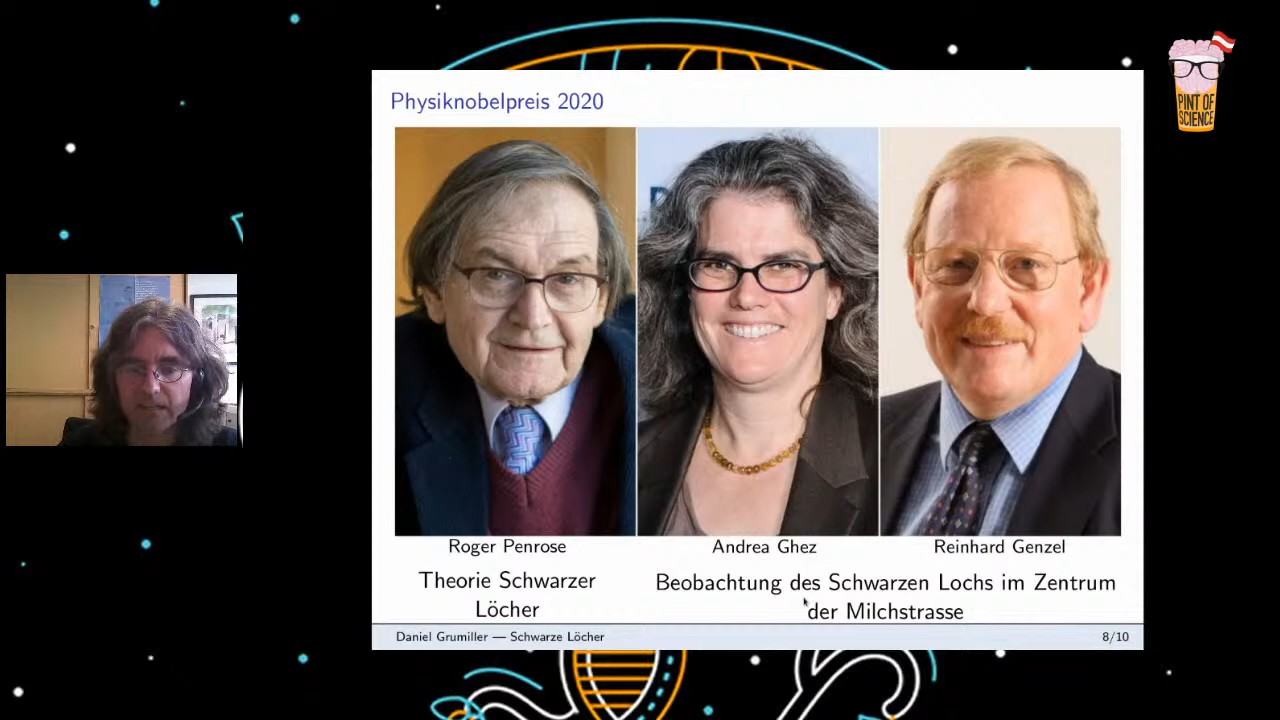 Physiknobelpreis 2020
PINT OF
SCIENCE
Roger Penrose
Andrea Ghez
Reinhard Genzel
Theorie Schwarzer
Löcher
Beobachtung des Schwarzen Lochs im Zentrum
der Milchstrasse
Daniel Grumiller — Schwarze Löcher
8/10